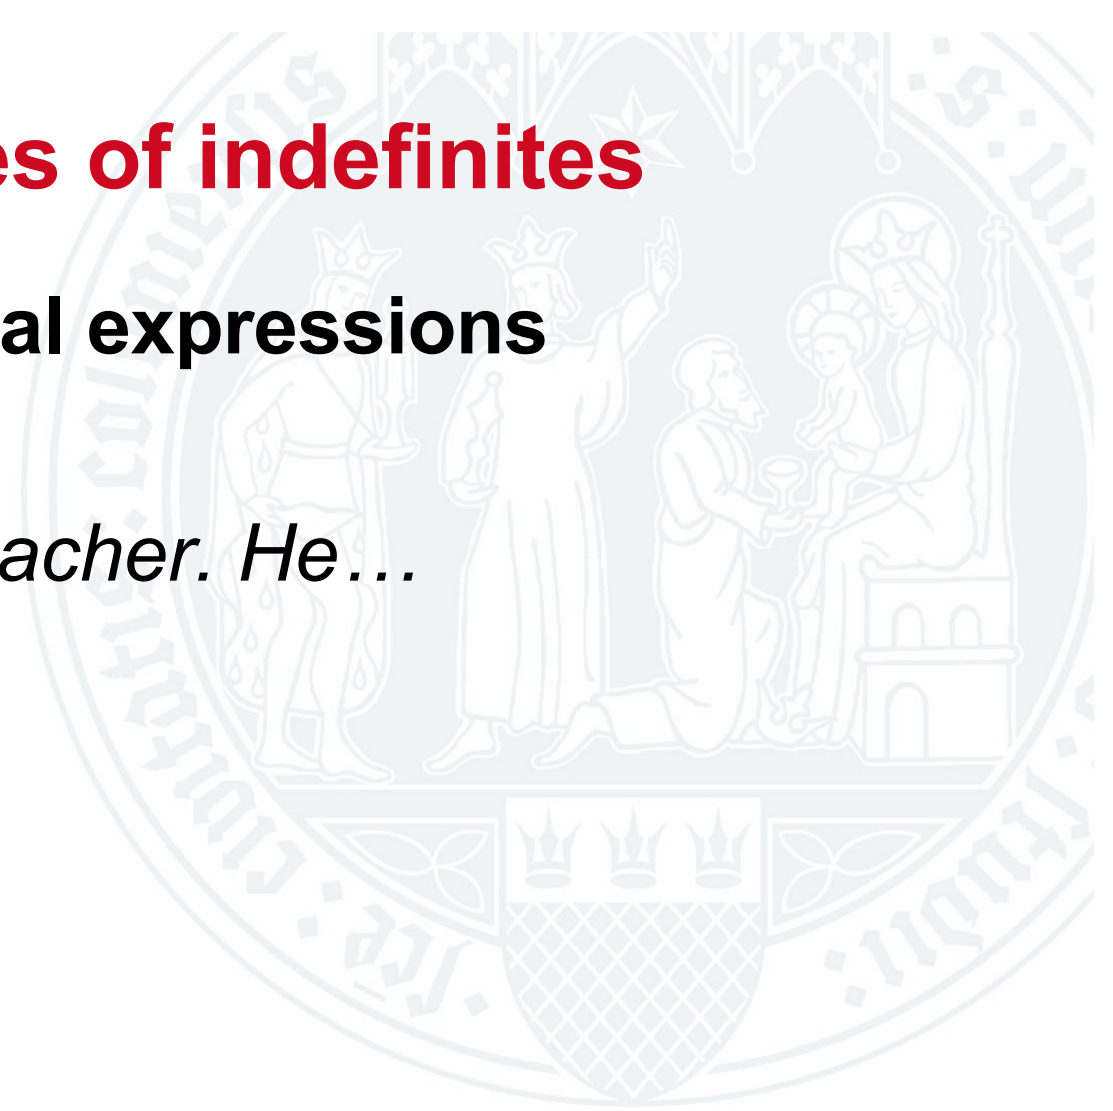 es of indefinites
al expressions
acher. He…